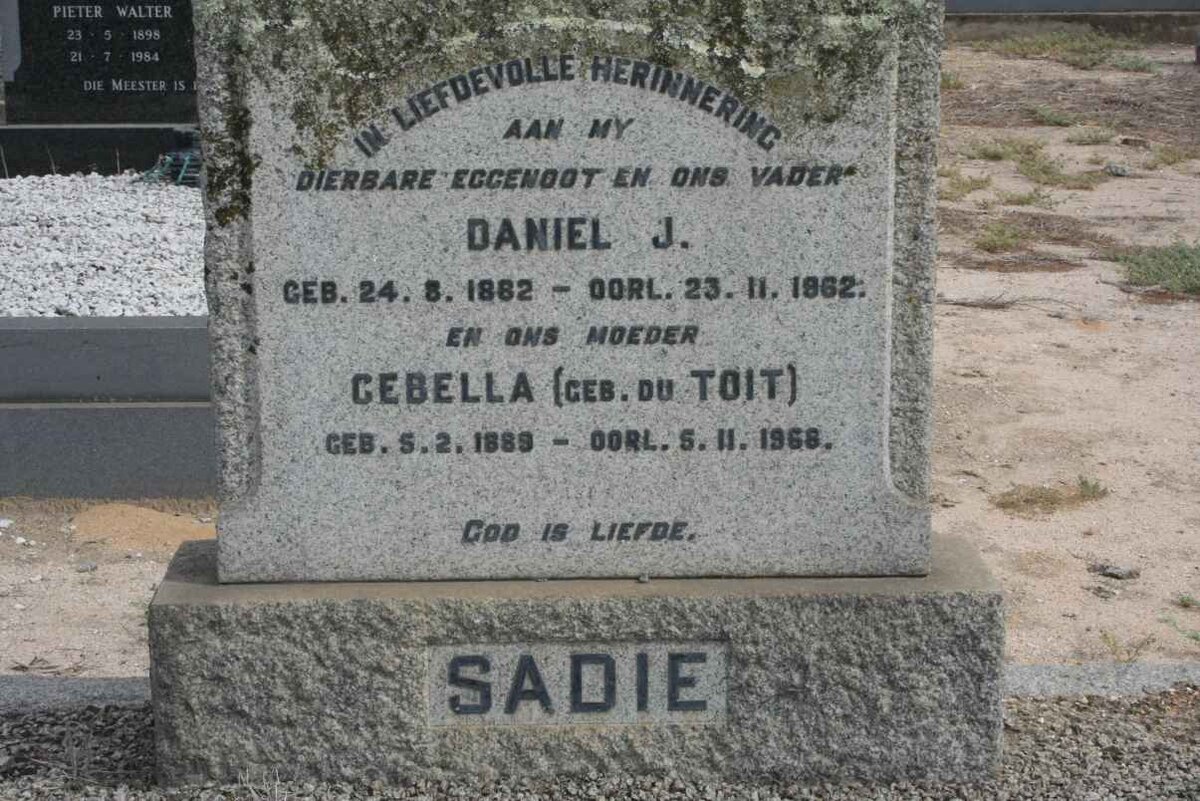 PIETER WALTER
23·5·1898
21·7·1984
DIE MEESTER IS
IN LIEFDEVOLLE HERINNERING
AAN MY
DIERBARE EGGENOOT EN ONS VADER
DANIEL J.
GEB. 24. 8. 1882 – OORL. 23. 11. 1962.
EN ONS MOEDER
GEBELLA (GEB. DU TOIT)
GEB. 5. 2. 1889 – OORL. 5. 11. 1968.
GOD IS LIEFDE.
SADIE